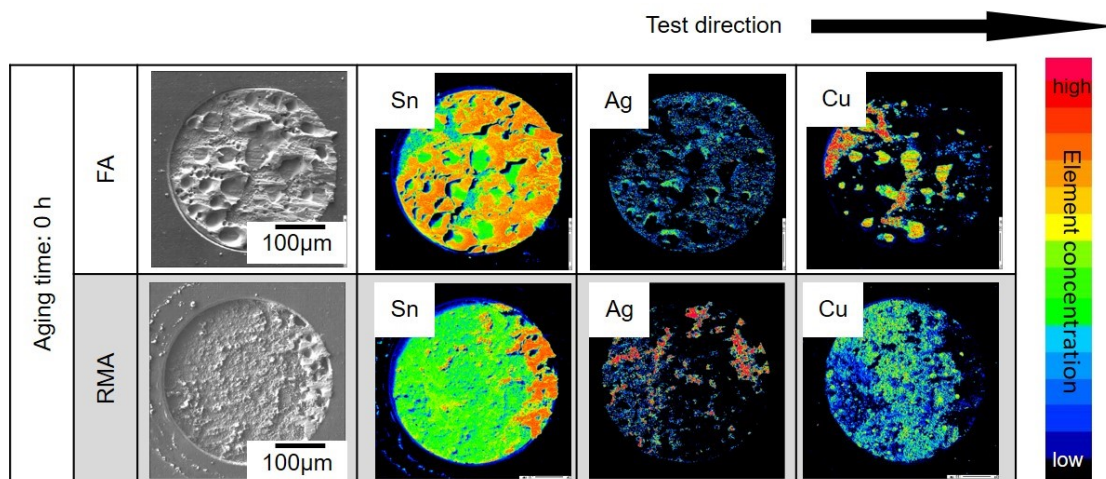 Test direction
Aging time: 0 h
FA
100µm
Sn
Ag
Cu
RMA
100µm
Sn
Ag
Cu
high
Element concentration
low